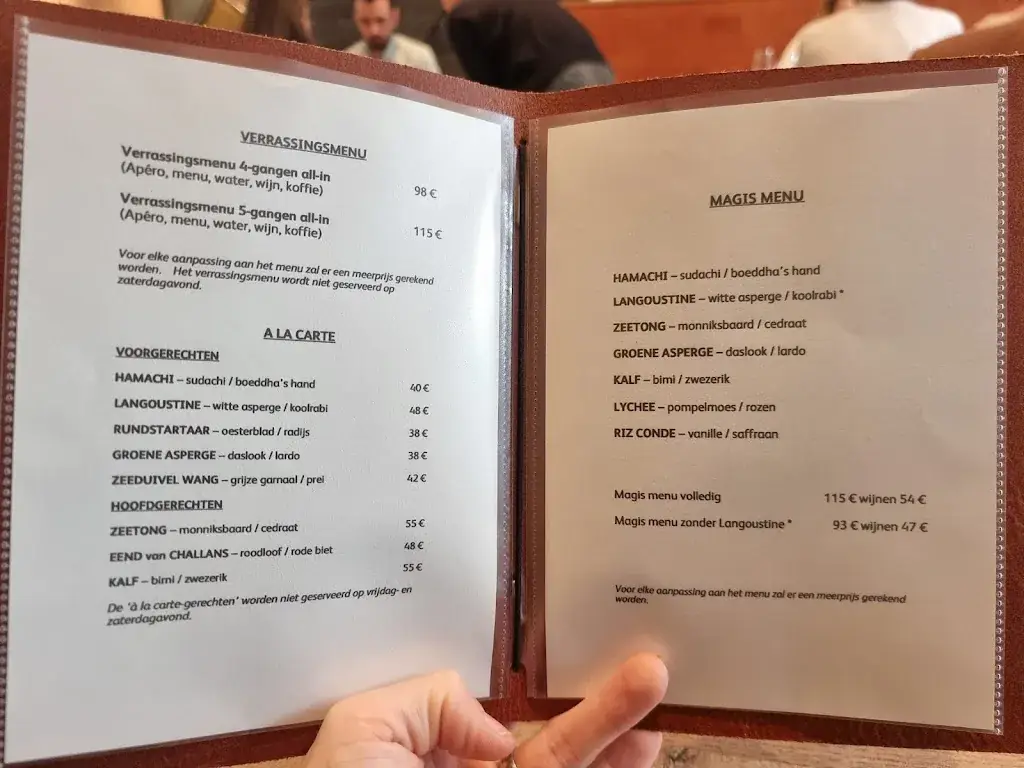 VERRASSINGSMENU
Verrassingsmenu 4-gangen all-in
(Apéro, menu, water, wijn, koffie) 98 €
Verrassingsmenu 5-gangen all-in
(Apéro, menu, water, wijn, koffie) 115 €
Voor elke aanpassing aan het menu zal er een meerprijs gerekend
worden. Het verrassingsmenu wordt niet geserveerd op
zaterdagavond.
A LA CARTE
VOORGERECHTEN
HAMACHI – sudachi / boeddha's hand 40 €
LANGOUSTINE – witte asperge / koolrabi 48 €
RUNDSTARTAAR – oesterblad / radijs 38 €
GROENE ASPERGE – daslook / lardo 38 €
ZEEDUIVEL WANG – grijze garnaal / prei 42 €
HOOFDGERECHTEN
ZEETONG – monniksbaard / cedraat 55 €
EEND van CHALLANS – roodloof / rode biet 48 €
KALF – bimi / zwezerik 55 €
De 'à la carte-gerechten' worden niet geserveerd op vrijdag- en
zaterdagavond.
MAGIS MENU
HAMACHI – sudachi / boeddha's hand
LANGOUSTINE – witte asperge / koolrabi *
ZEETONG – monniksbaard / cedraat
GROENE ASPERGE – daslook / lardo
KALF – bimi / zwezerik
LYCHEE – pompelmoes / rozen
RIZ CONDE – vanille / saffraan
Magis menu volledig 115 € wijnen 54 €
Magis menu zonder Langoustine * 93 € wijnen 47 €
Voor elke aanpassing aan het menu zal er een meerprijs gerekend
worden.